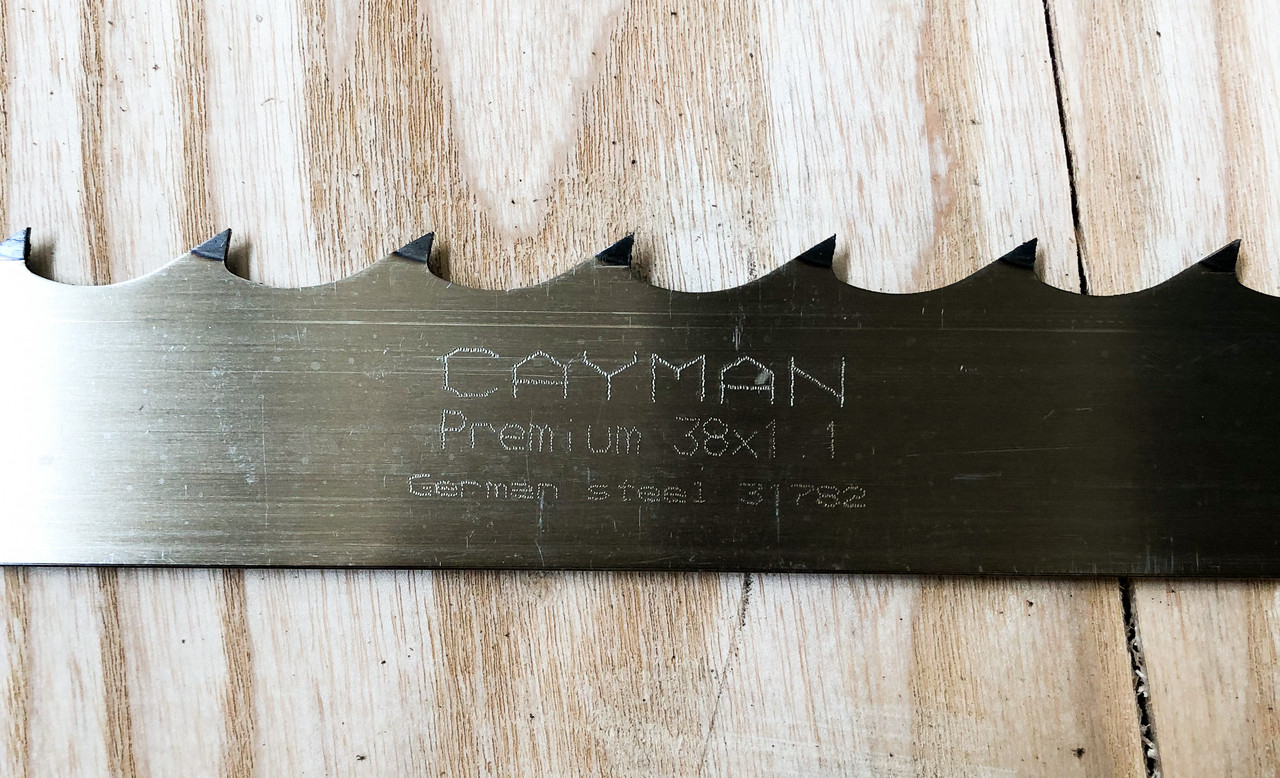 CAYMAN
Premium 38x1.1
German steel 31782